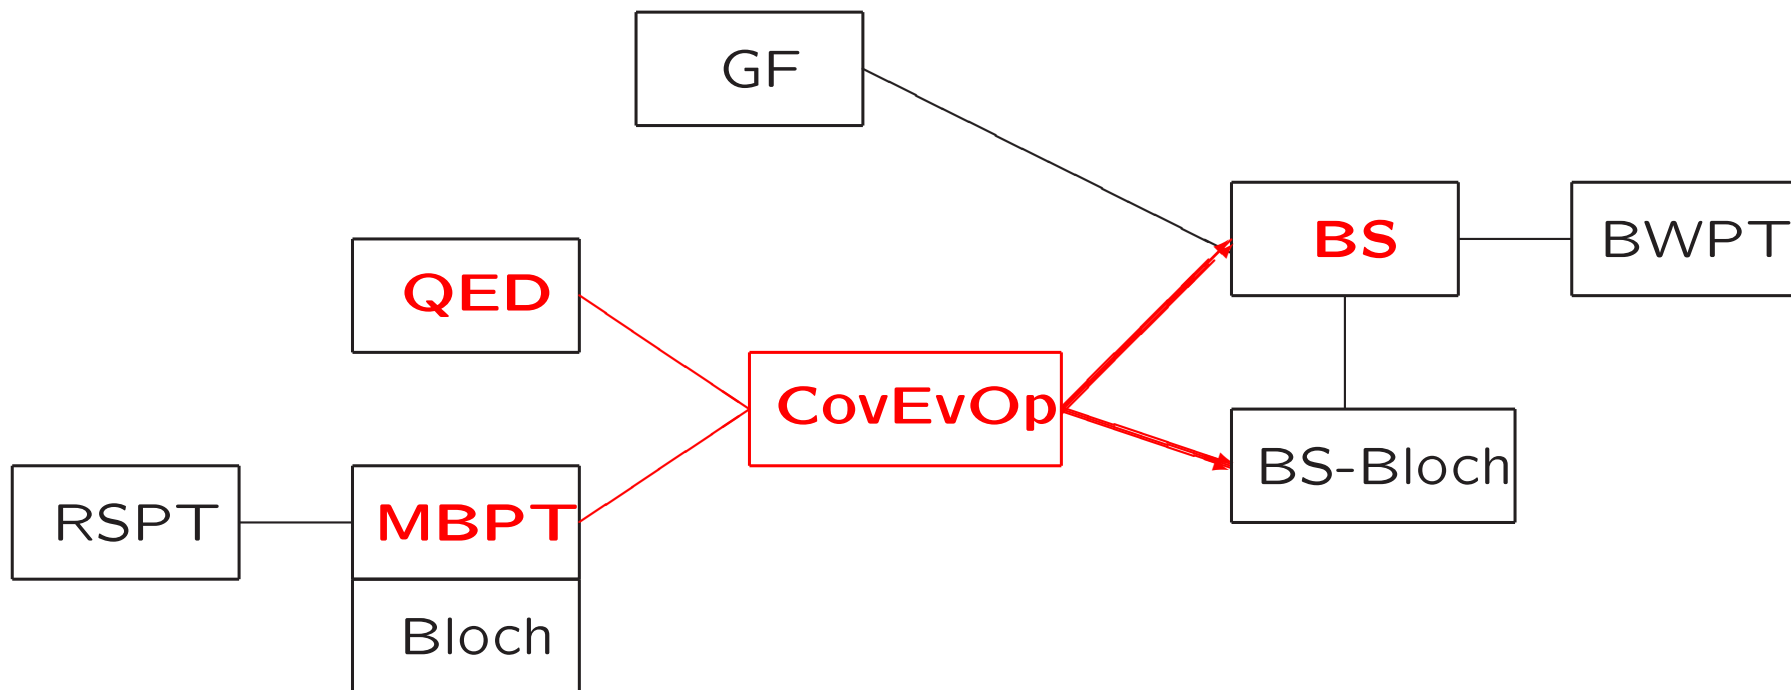 GF
BS
BWPT
QED
CovEvOp
BS-Bloch
RSPT
MBPT
Bloch